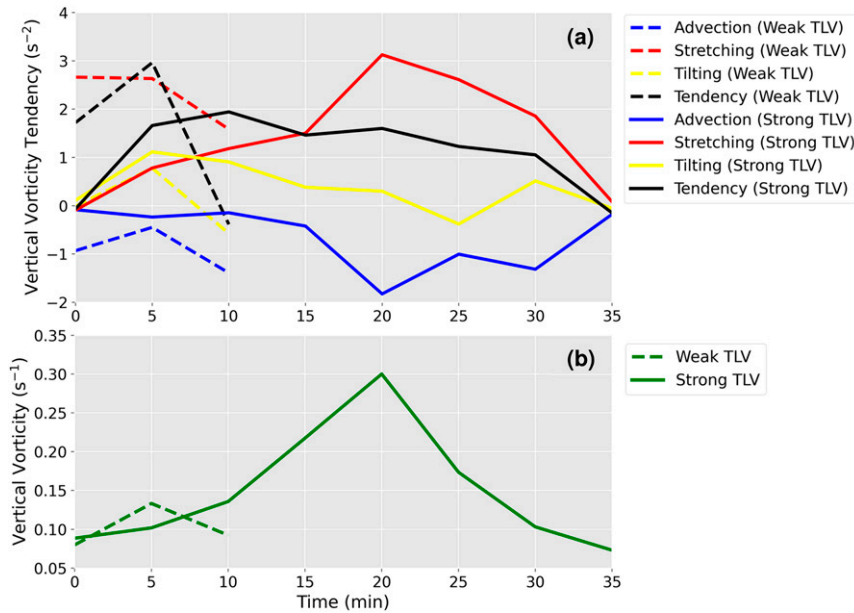 4
3
2
1
0
−1
−2
Vertical Vorticity Tendency (s⁻²)
(a)
0 5 10 15 20 25 30 35
Advection (Weak TLV)
Stretching (Weak TLV)
Tilting (Weak TLV)
Tendency (Weak TLV)
Advection (Strong TLV)
Stretching (Strong TLV)
Tilting (Strong TLV)
Tendency (Strong TLV)
0.35
0.30
0.25
0.20
0.15
0.10
0.05
Vertical Vorticity (s⁻¹)
(b)
0 5 10 15 20 25 30 35
Time (min)
Weak TLV
Strong TLV